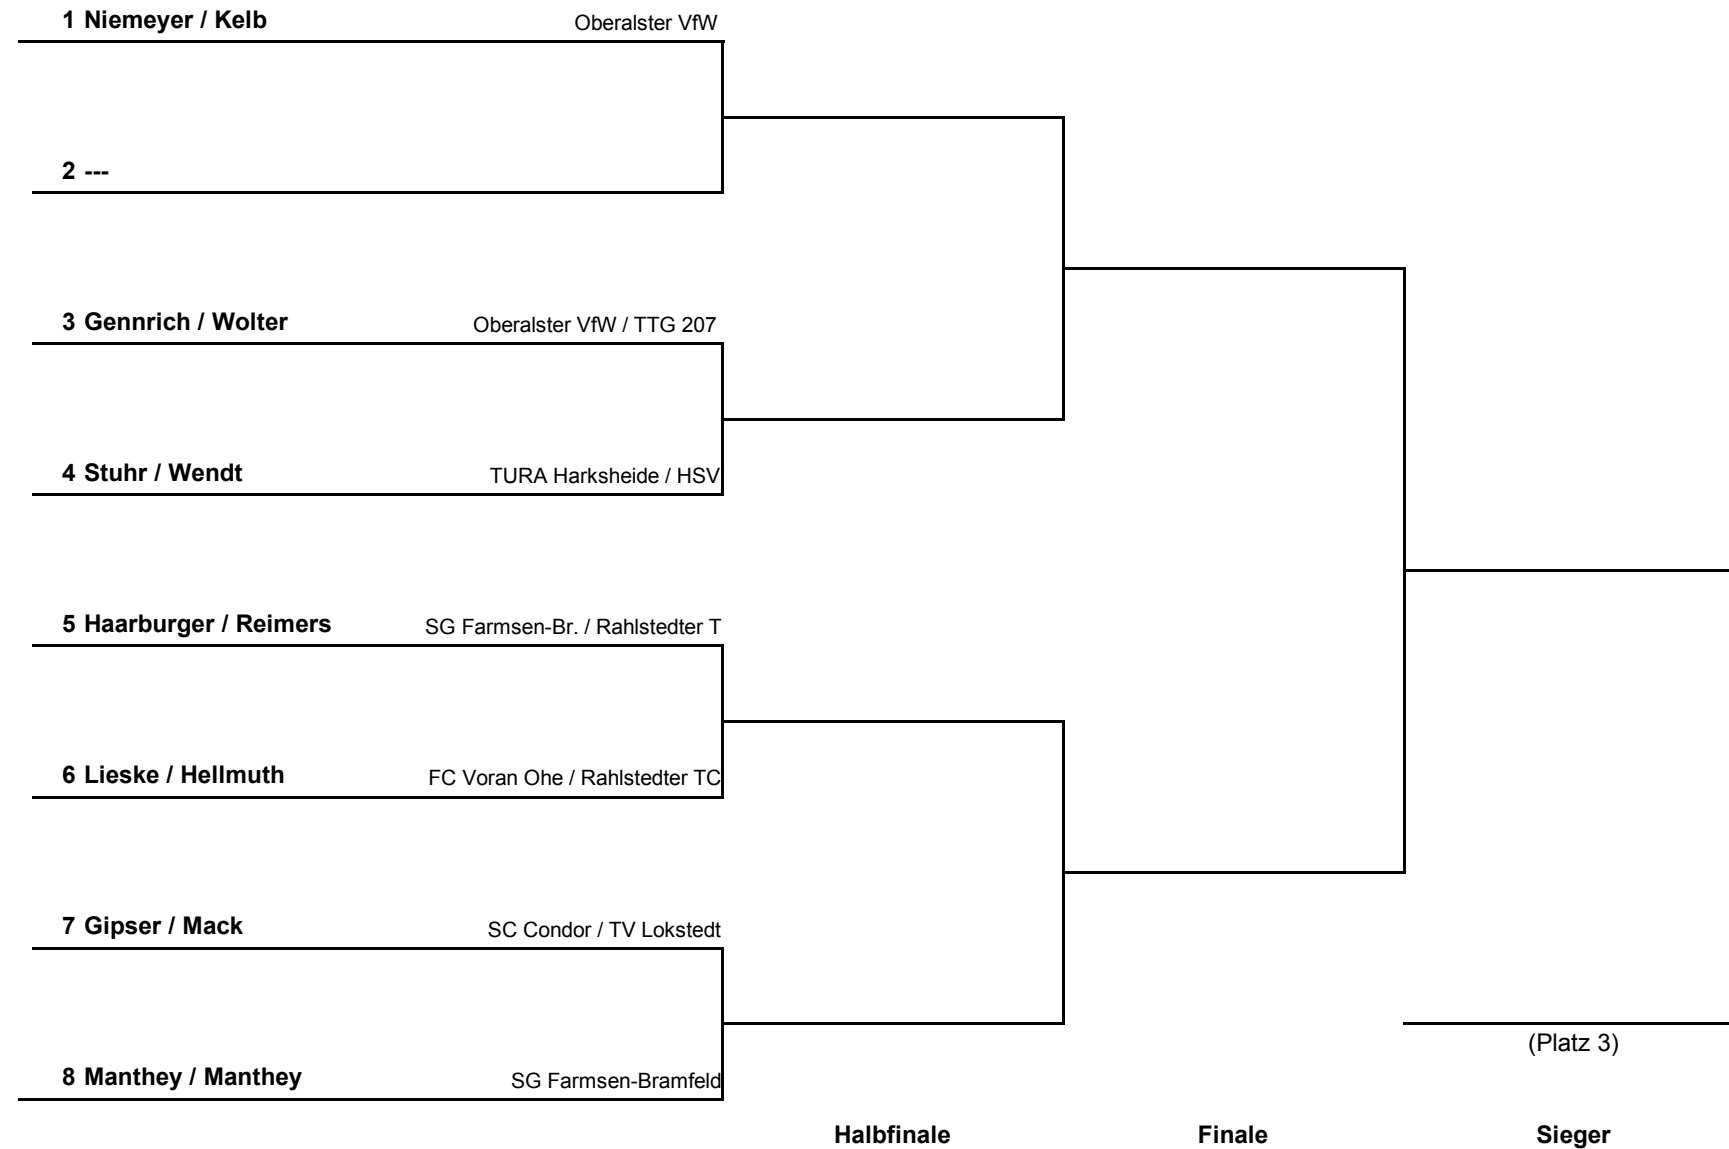 1 Niemeyer / Kelb Oberalster VfW
2 ---
3 Gennrich / Wolter Oberalster VfW / TTG 207
4 Stuhr / Wendt TURA Harksheide / HSV
5 Haarburger / Reimers SG Farmsen-Br. / Rahlstedter T
6 Lieske / Hellmuth FC Voran Ohe / Rahlstedter TC
7 Gipser / Mack SC Condor / TV Lokstedt
(Platz 3)
8 Manthey / Manthey SG Farmsen-Bramfeld
Halbfinale Finale Sieger